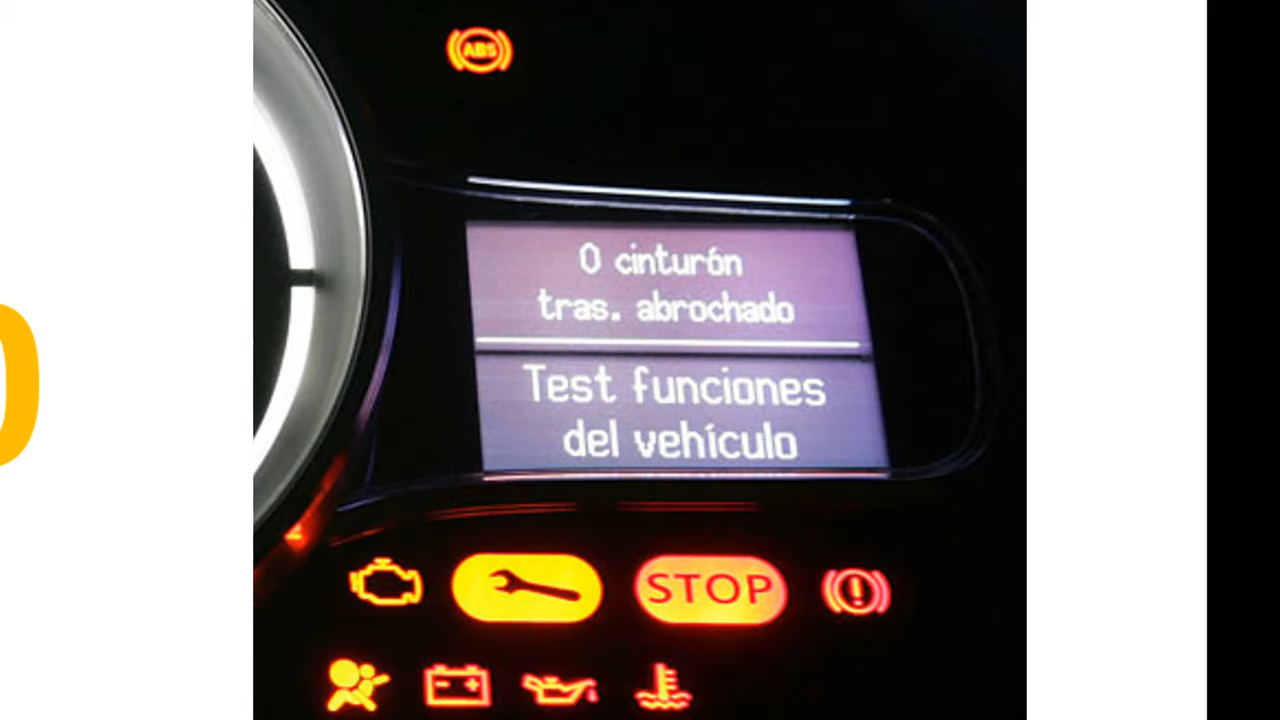 ABS
0 cinturón
tras. abrochado
Test funciones
del vehículo
STOP